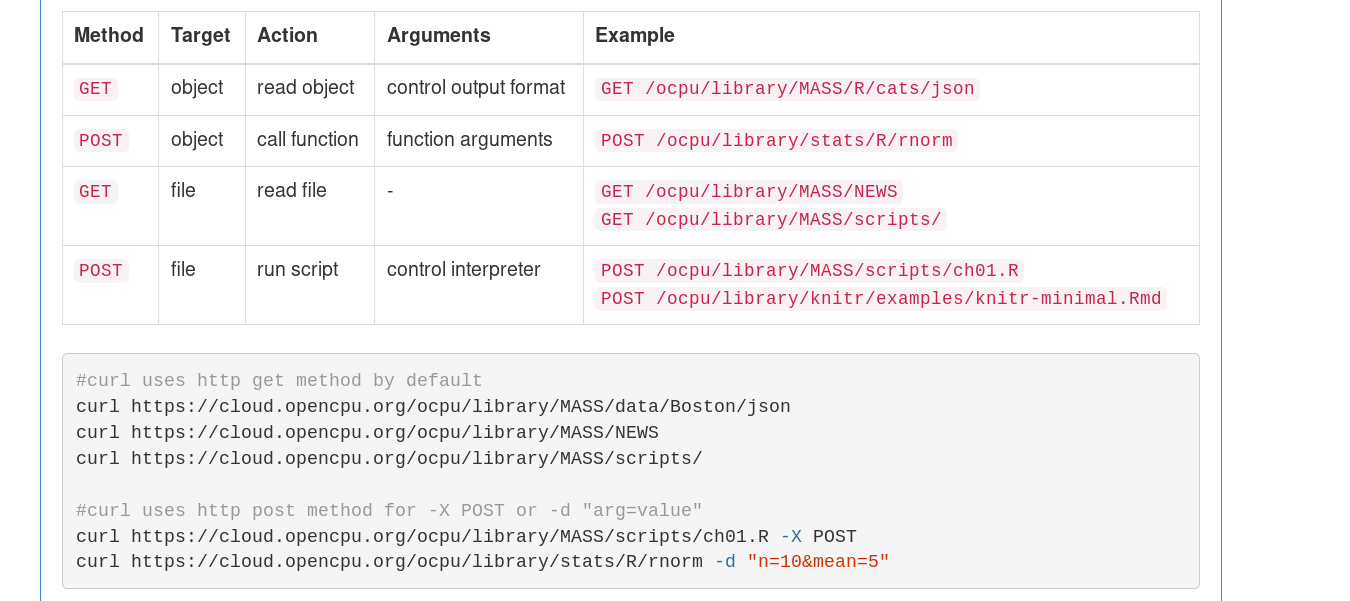 Method Target Action Arguments Example
GET object read object control output format GET /ocpu/library/MASS/R/cats/json
POST object call function function arguments POST /ocpu/library/stats/R/rnorm
GET file read file - GET /ocpu/library/MASS/NEWS
GET /ocpu/library/MASS/scripts/
POST file run script control interpreter POST /ocpu/library/MASS/scripts/ch01.R
POST /ocpu/library/knitr/examples/knitr-minimal.Rmd
#curl uses http get method by default
curl https://cloud.opencpu.org/ocpu/library/MASS/data/Boston/json
curl https://cloud.opencpu.org/ocpu/library/MASS/NEWS
curl https://cloud.opencpu.org/ocpu/library/MASS/scripts/
#curl uses http post method for -X POST or -d "arg=value"
curl https://cloud.opencpu.org/ocpu/library/MASS/scripts/ch01.R -X POST
curl https://cloud.opencpu.org/ocpu/library/stats/R/rnorm -d "n=10&mean=5"